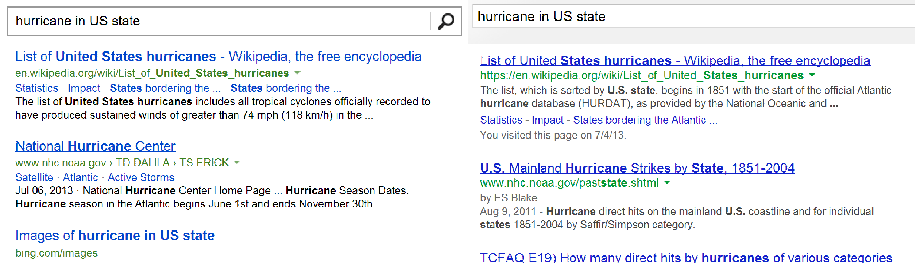 hurricane in US state
List of United States hurricanes - Wikipedia, the free encyclopedia
en.wikipedia.org/wiki/List_of_United_States_hurricanes
Statistics · Impact · States bordering the ... · States bordering the ...
The list of United States hurricanes includes all tropical cyclones officially recorded to
have produced sustained winds of greater than 74 mph (118 km/h) in the ...
National Hurricane Center
www.nhc.noaa.gov › TD DALILA › TS ERICK
Satellite · Atlantic · Active Storms
Jul 06, 2013 · National Hurricane Center Home Page ... Hurricane Season Dates.
Hurricane season in the Atlantic begins June 1st and ends November 30th
Images of hurricane in US state
bing.com/images
hurricane in US state
List of United States hurricanes - Wikipedia, the free encyclopedia
https://en.wikipedia.org/wiki/List_of_United_States_hurricanes
The list, which is sorted by U.S. state, begins in 1851 with the start of the official Atlantic
hurricane database (HURDAT), as provided by the National Oceanic and ...
Statistics - Impact - States bordering the Atlantic ...
You visited this page on 7/4/13.
U.S. Mainland Hurricane Strikes by State, 1851-2004
www.nhc.noaa.gov/paststate.shtml
by ES Blake
Aug 9, 2011 - Hurricane direct hits on the mainland U.S. coastline and for individual
states 1851-2004 by Saffir/Simpson category.
TCFAQ E19) How many direct hits by hurricanes of various categories